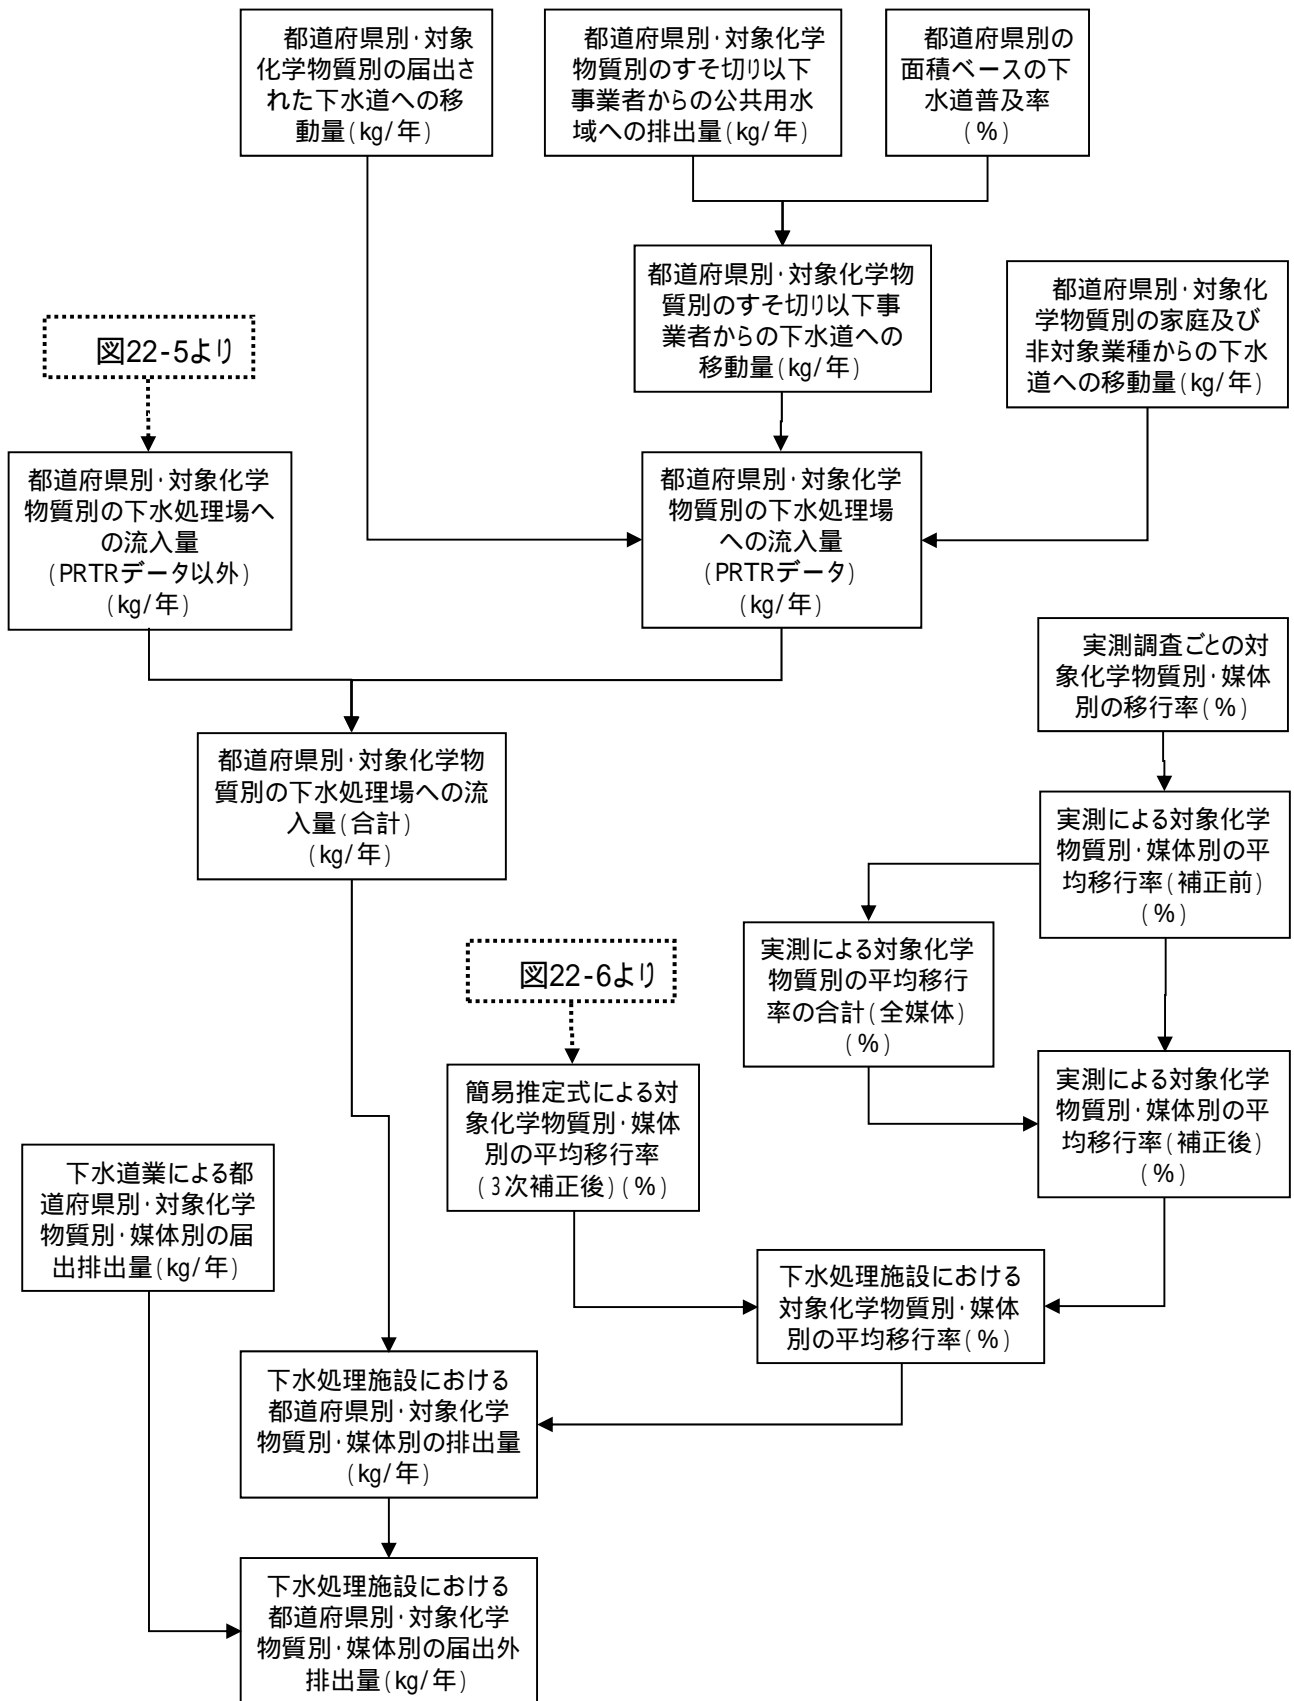 都道府県別・対象
化学物質別の届出さ
れた下水道への移
動量(kg/年)
都道府県別・対象化学
物質別のすそ切り以下
事業者からの公共用水
域への排出量(kg/年)
都道府県別の
面積ベースの下
水道普及率
(%)
都道府県別・対象化学物
質別のすそ切り以下事
業者からの下水道への
移動量(kg/年)
都道府県別・対象化
学物質別の家庭及び
非対象業種からの下水
道への移動量(kg/年)
図22-5より
都道府県別・対象化学
物質別の下水処理場へ
の流入量
(PRTRデータ以外)
(kg/年)
都道府県別・対象化学
物質別の下水処理場
への流入量
(PRTRデータ)
(kg/年)
実測調査ごとの対
象化学物質別・媒体
別の移行率(%)
都道府県別・対象化学物
質別の下水処理場への流
入量(合計)
(kg/年)
実測による対象化学
物質別・媒体別の平
均移行率(補正前)
(%)
実測による対象化学
物質別の平均移行
率の合計(全媒体)
(%)
図22-6より
簡易推定式による対
象化学物質別・媒体
別の平均移行率
(3次補正後)(%)
実測による対象化学
物質別・媒体別の平
均移行率(補正後)
(%)
下水道業による都
道府県別・対象化学
物質別・媒体別の届
出排出量(kg/年)
下水処理施設における
対象化学物質別・媒体
別の平均移行率(%)
下水処理施設における
都道府県別・対象化学
物質別・媒体別の排出量
(kg/年)
下水処理施設における
都道府県別・対象化学
物質別・媒体別の届出外
排出量(kg/年)